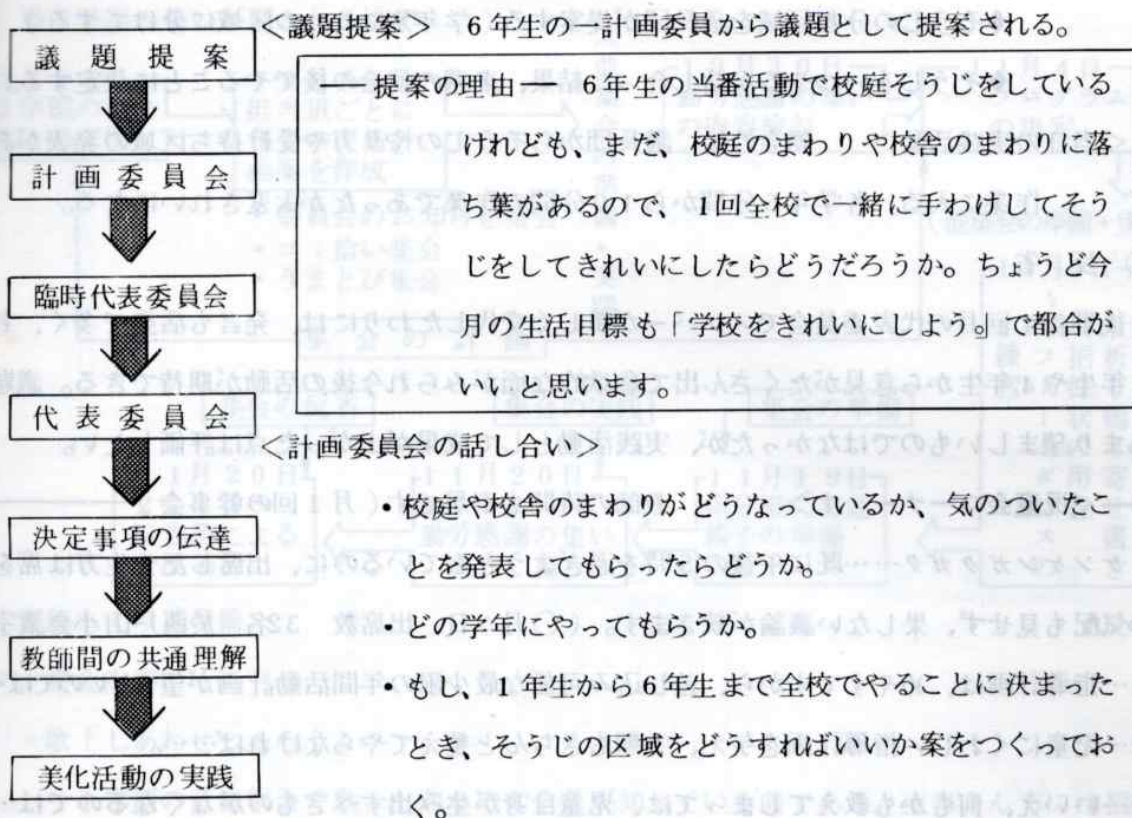 議題提案
計画委員会
臨時代表委員会
代表委員会
決定事項の伝達
教師間の共通理解
美化活動の実践
<議題提案> 6年生の一計画委員から議題として提案される。
提案の理由、 6年生の当番活動で校庭そうじをしている
けれども、また、校庭のまわりや校舎のまわりに落
ち葉があるので、1回全校で一緒に手わけしてそう
じをしてきれいにしたらどうだろうか。ちょうど今
月の生活目標も「学校をきれいにしよう。」で都合が
いいと思います。
<計画委員会の話し合い>
・校庭や校舎のまわりがどうなっているか、気のついたこ
とを発表してもらったらどうか。
・どの学年にやってもらうか。
・もし、1年生から6年生まで全校でやることに決まった
とき、そうじの区域をどうすればいいか案をつくってお
く。